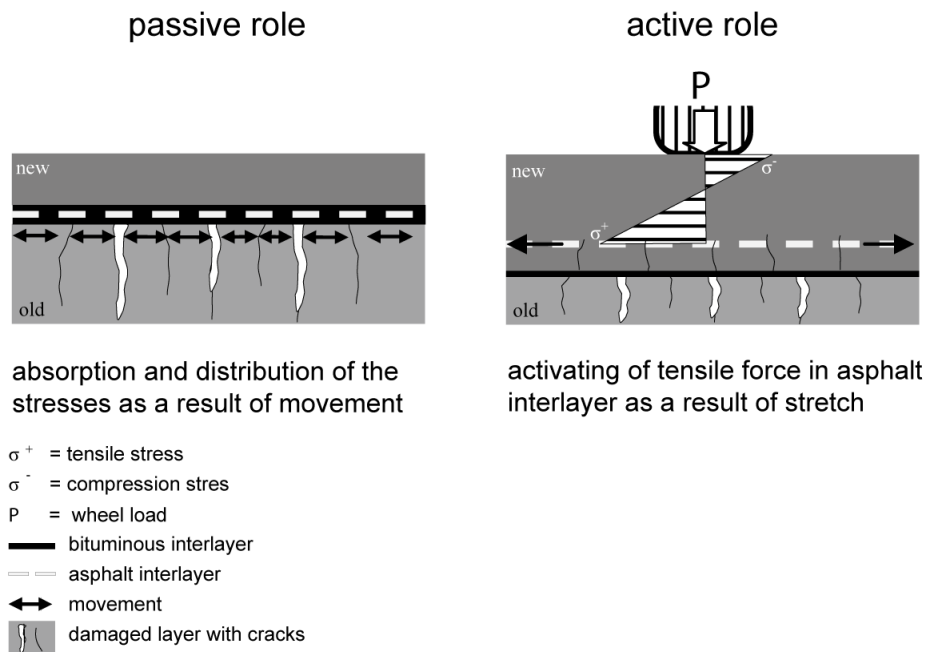 passive role
active role
P
new
new
σ⁻
σ⁺
old
old
absorption and distribution of the
stresses as a result of movement
activating of tensile force in asphalt
interlayer as a result of stretch
σ⁺ = tensile stress
σ⁻ = compression stres
P = wheel load
bituminous interlayer
asphalt interlayer
movement
damaged layer with cracks